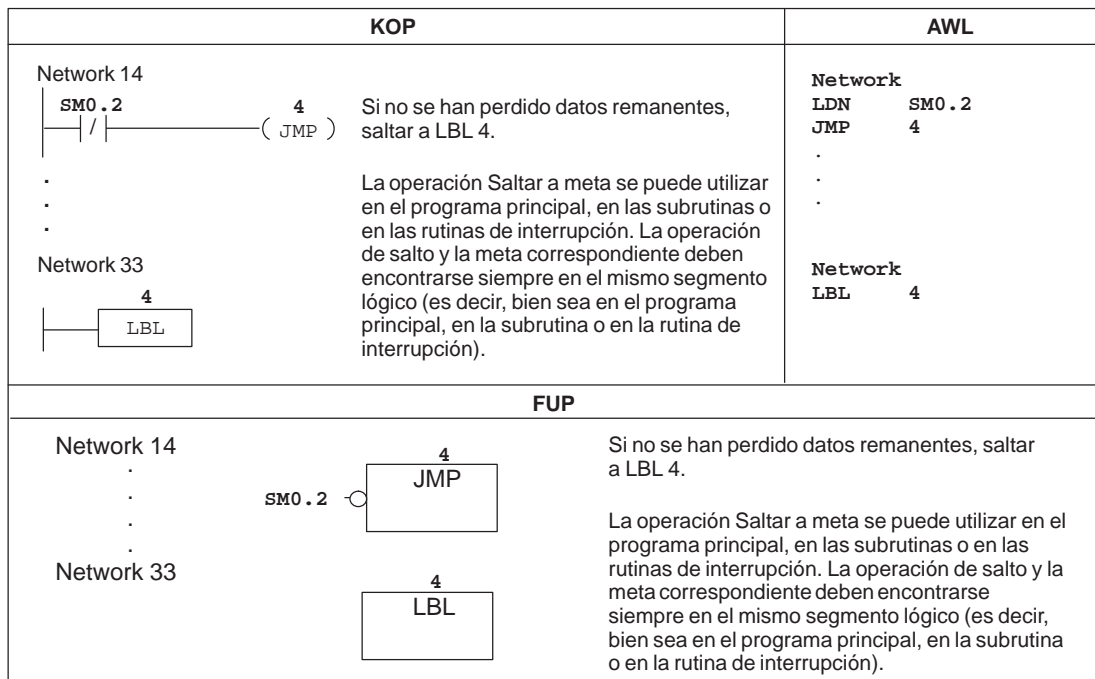 KOP
AWL
Network 14
SM0.2
/
4
( JMP )
Si no se han perdido datos remanentes,
saltar a LBL 4.
.
.
.
La operación Saltar a meta se puede utilizar
en el programa principal, en las subrutinas o
en las rutinas de interrupción. La operación
de salto y la meta correspondiente deben
encontrarse siempre en el mismo segmento
lógico (es decir, bien sea en el programa
principal, en la subrutina o en la rutina de
interrupción).
Network 33
4
LBL
Network
LDN SM0.2
JMP 4
.
.
.
Network
LBL 4
FUP
Network 14
.
.
.
.
Network 33
4
JMP
SM0.2
4
LBL
Si no se han perdido datos remanentes, saltar
a LBL 4.
La operación Saltar a meta se puede utilizar en el
programa principal, en las subrutinas o en las
rutinas de interrupción. La operación de salto y la
meta correspondiente deben encontrarse
siempre en el mismo segmento lógico (es decir,
bien sea en el programa principal, en la subrutina
o en la rutina de interrupción).